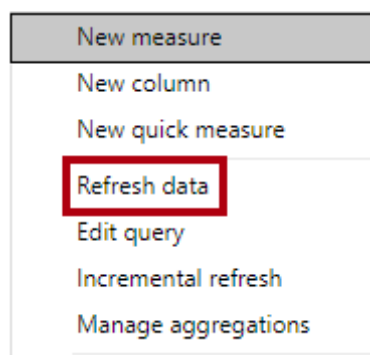 New measure
New column
New quick measure
Refresh data
Edit query
Incremental refresh
Manage aggregations